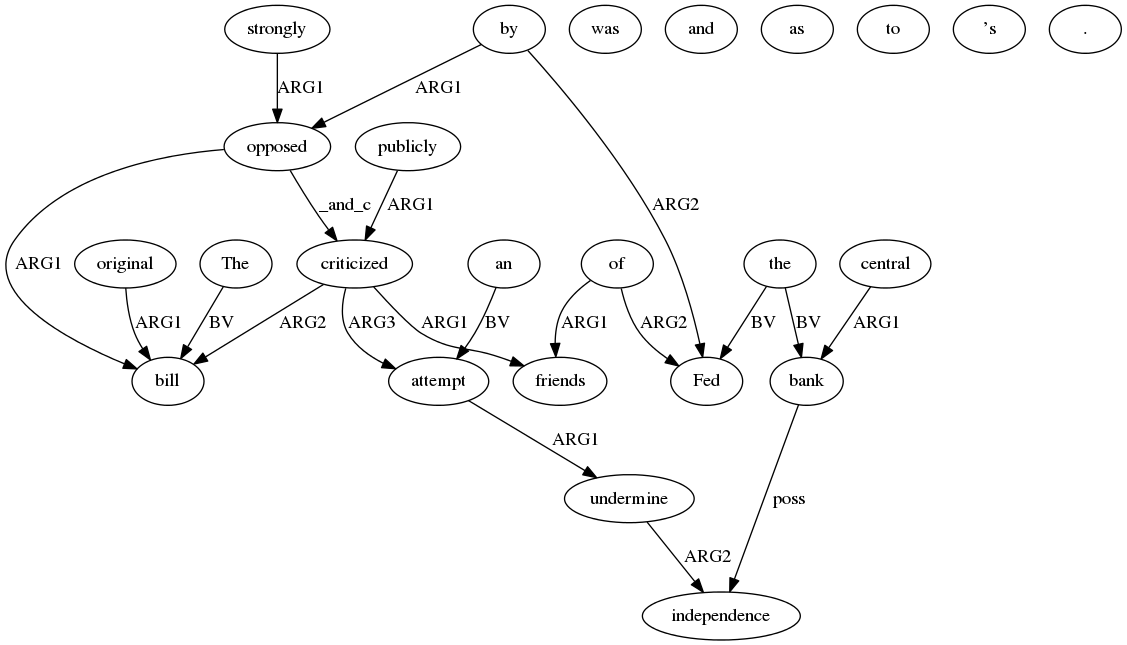 strongly by was and as to ’s .
ARG1 ARG1
opposed publicly
_and_c ARG1 ARG2
ARG1 original The criticized an of the central
ARG1 BV ARG2 ARG3 ARG1 BV ARG1 ARG2 BV BV ARG1
bill attempt friends Fed bank
ARG1
undermine poss
ARG2
independence